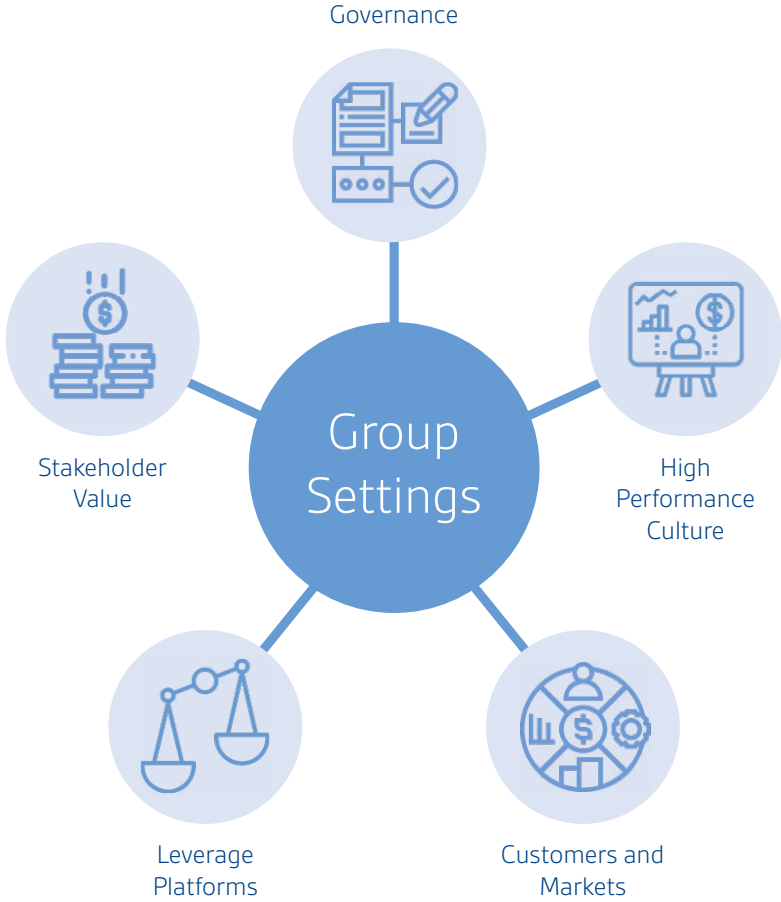 Governance
Group
Settings
Stakeholder
Value
High
Performance
Culture
Leverage
Platforms
Customers and
Markets